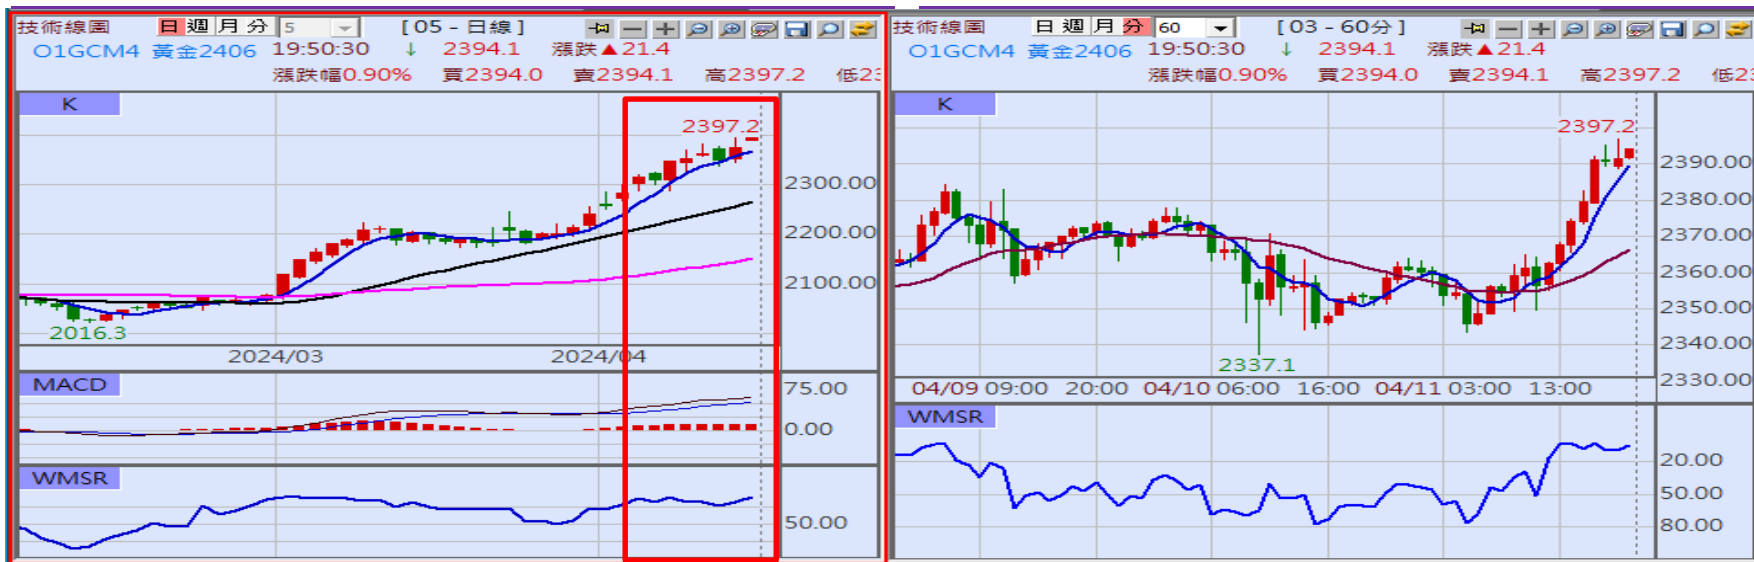 技術線圖 日 週 月 分 5 [ 05 - 日線 ]
O1GCM4 黃金2406 19:50:30 ↓ 2394.1 漲跌▲21.4
漲跌幅0.90% 買2394.0 賣2394.1 高2397.2 低23
K
2397.2
2300.00
2200.00
2100.00
2016.3
2024/03 2024/04
MACD
75.00
0.00
WMSR
50.00
技術線圖 日 週 月 分 60 [ 03 - 60分 ]
O1GCM4 黃金2406 19:50:30 ↓ 2394.1 漲跌▲21.4
漲跌幅0.90% 買2394.0 賣2394.1 高2397.2 低23
K
2397.2
2390.00
2380.00
2370.00
2360.00
2350.00
2340.00
2337.1
2330.00
04/09 09:00 20:00 04/10 06:00 16:00 04/11 03:00 13:00
WMSR
20.00
50.00
80.00